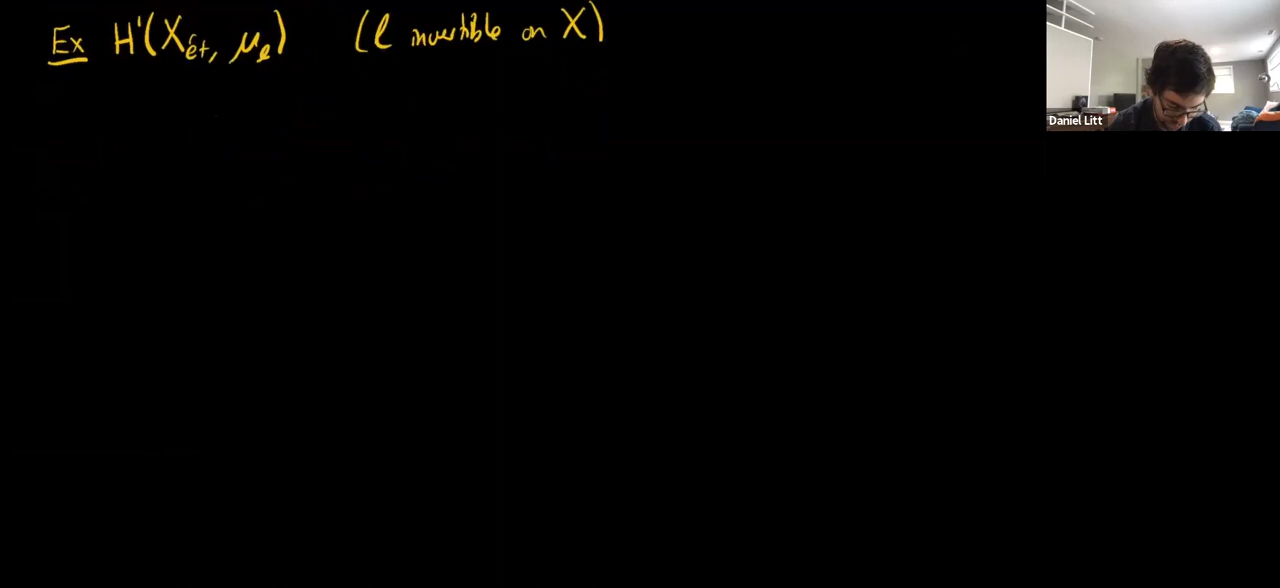 Ex H¹(X_ét, μ_ℓ) (ℓ invertible on X)
Daniel Litt